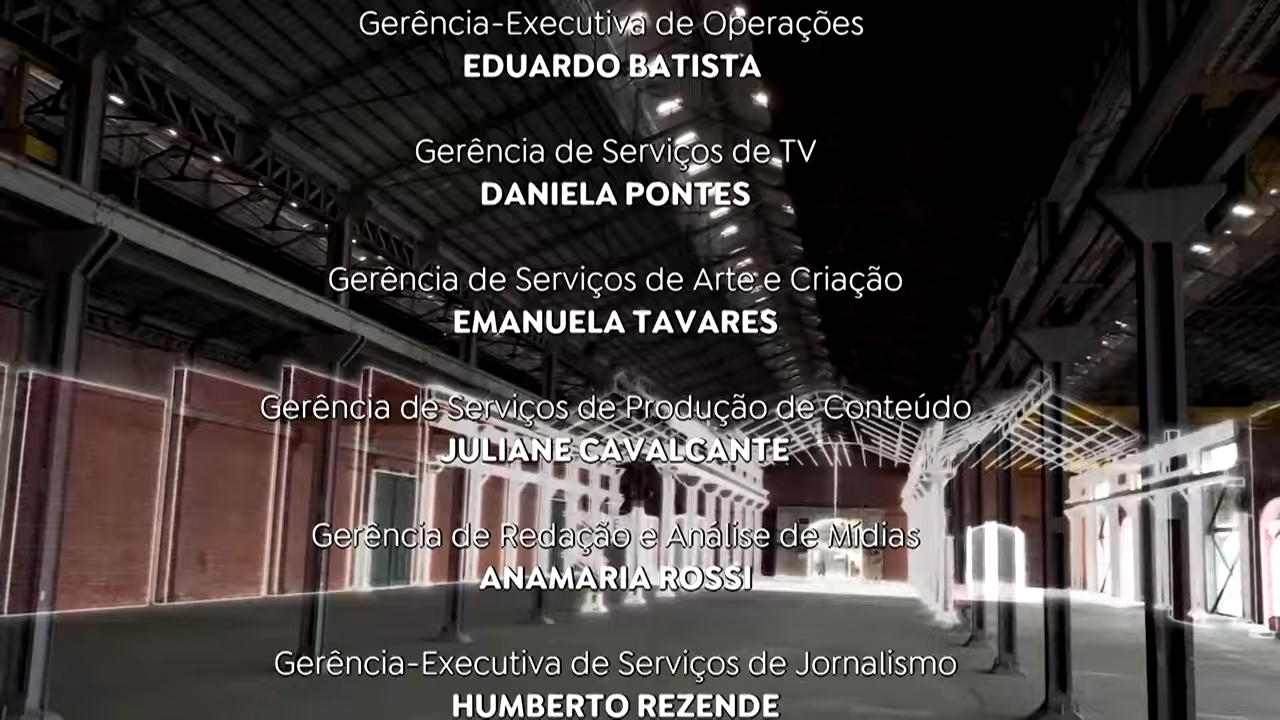 Gerência-Executiva de Operações
EDUARDO BATISTA
Gerência de Serviços de TV
DANIELA PONTES
Gerência de Serviços de Arte e Criação
EMANUELA TAVARES
Gerência de Serviços de Produção de Conteúdo
JULIANE CAVALCANTE
Gerência de Redação e Análise de Mídias
ANAMARIA ROSSI
Gerência-Executiva de Serviços de Jornalismo
HUMBERTO REZENDE